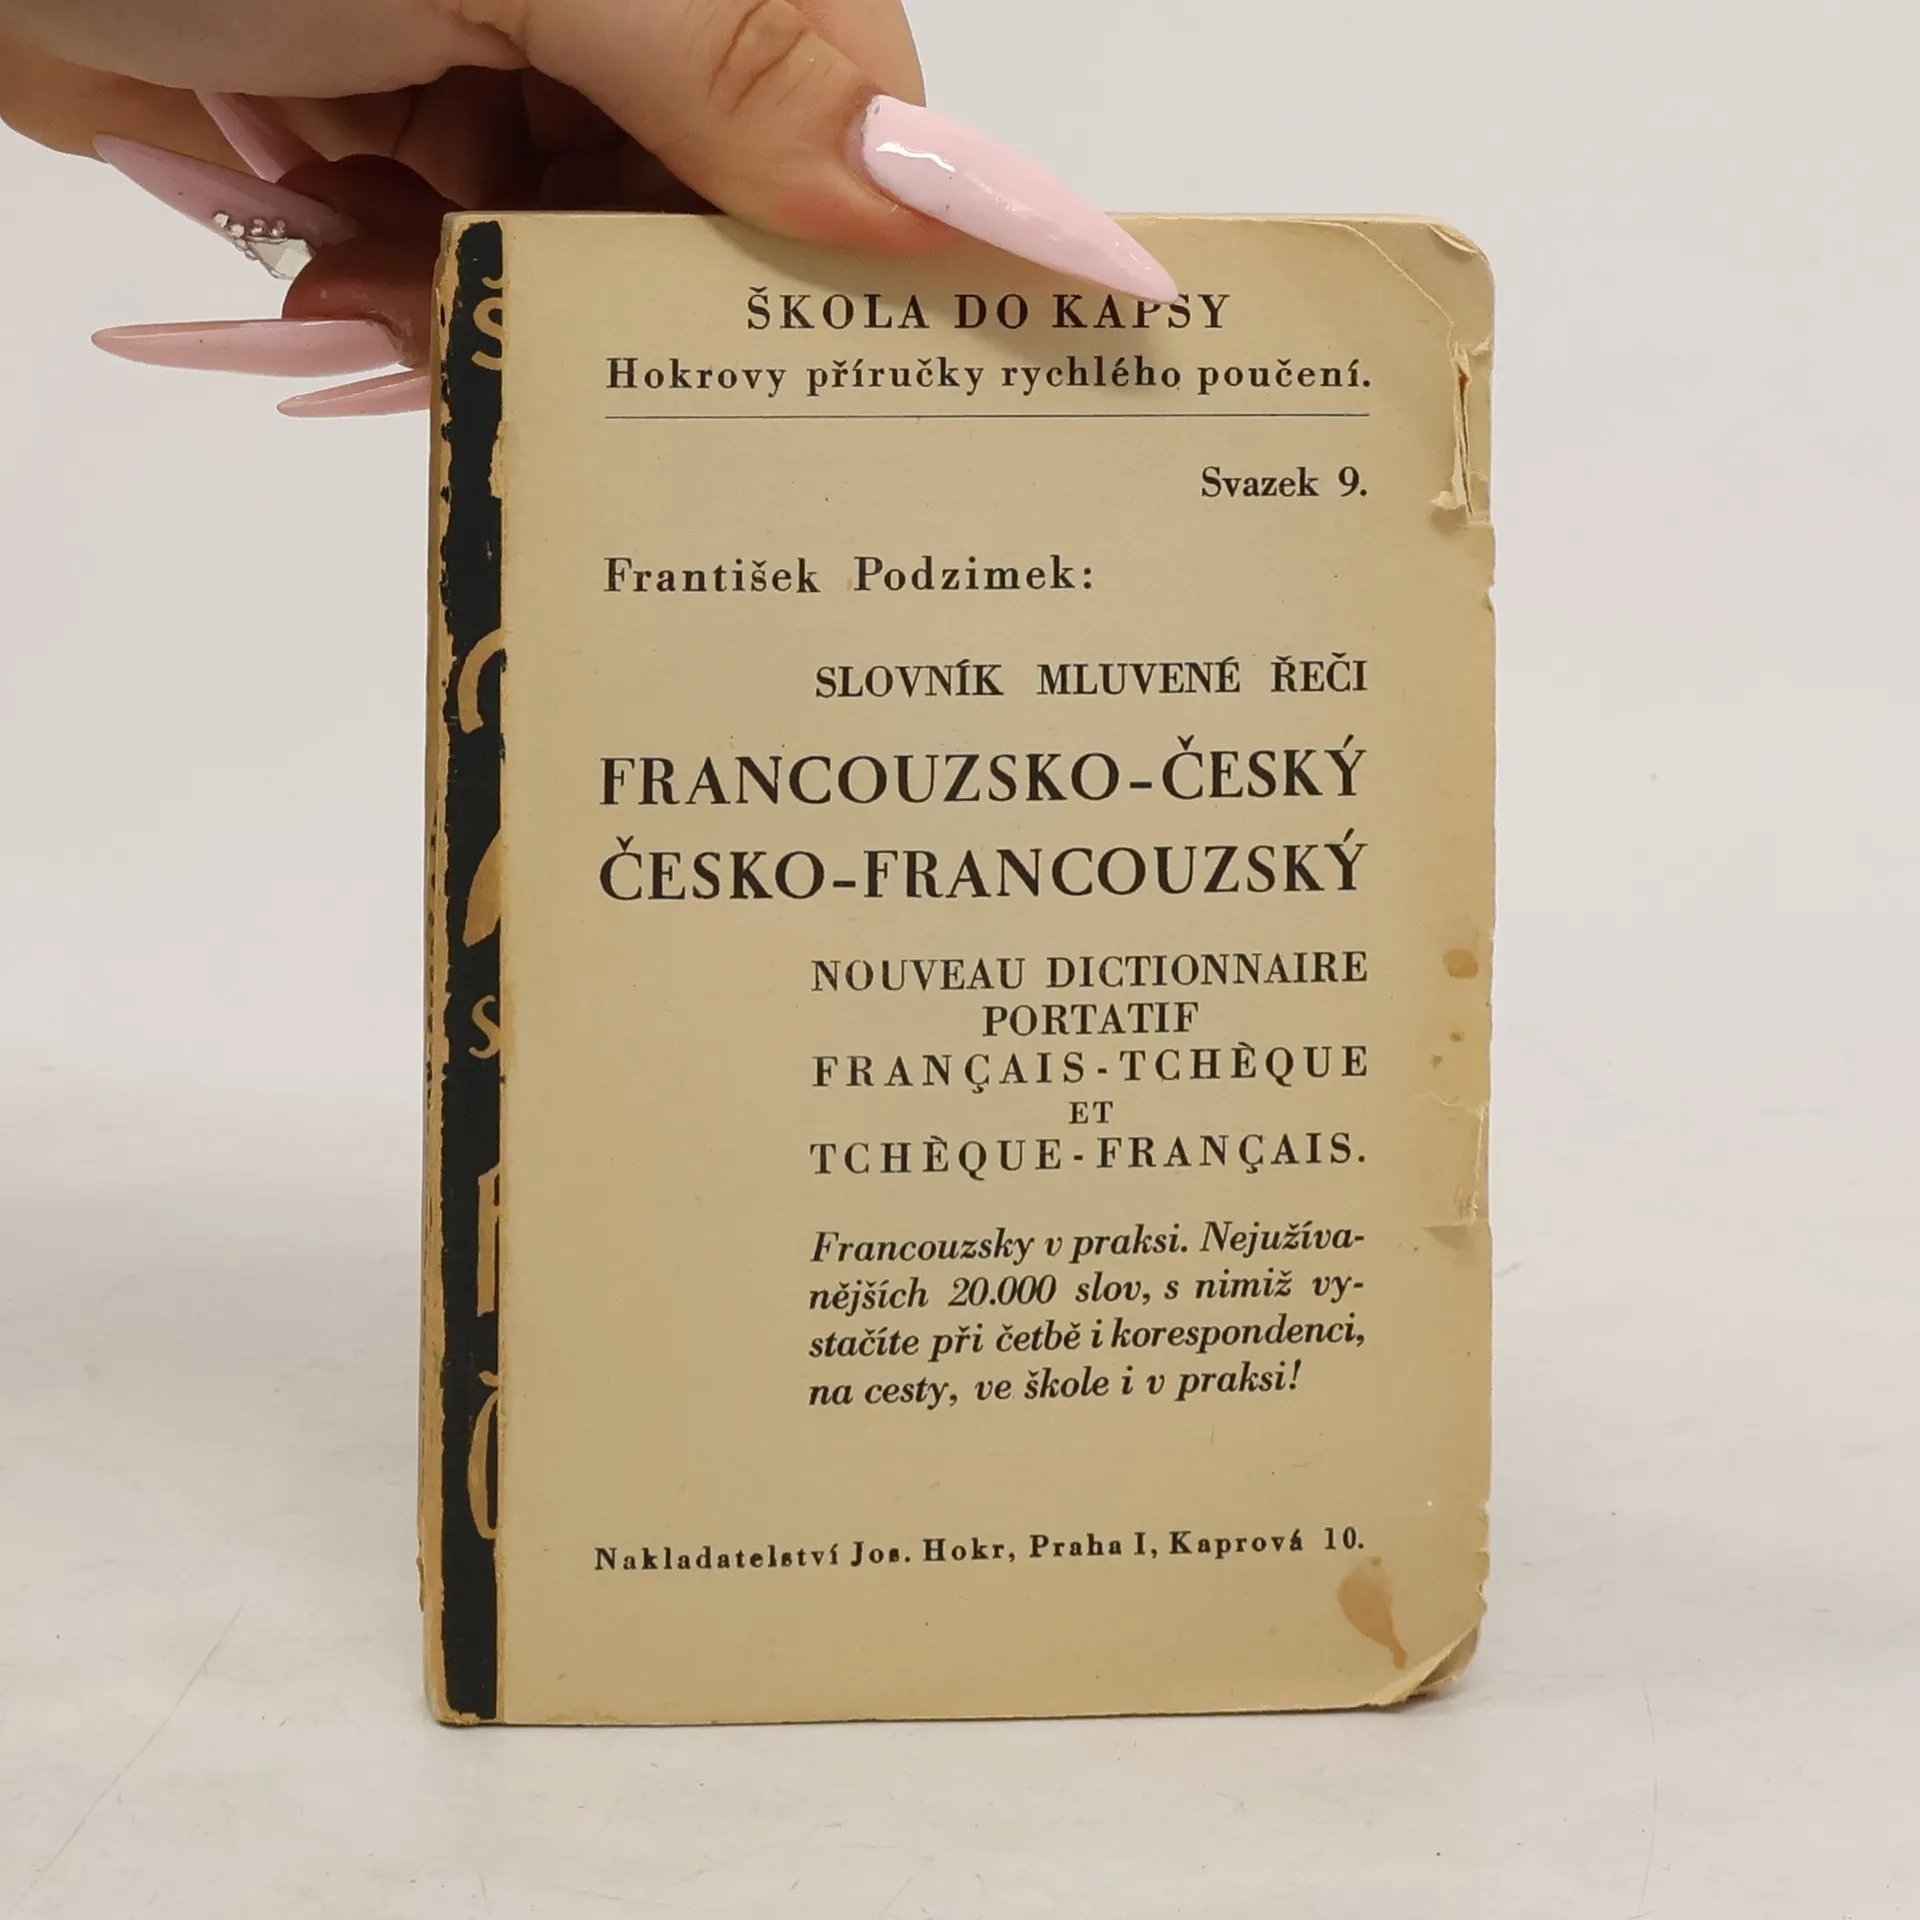 ŠKOLA DO KAPSY
Hokrovy příručky rychlého poučení.
Svazek 9.
František Podzimek:
SLOVNÍK MLUVENÉ ŘEČI
FRANCOUZSKO-ČESKÝ
ČESKO-FRANCOUZSKÝ
NOUVEAU DICTIONNAIRE
PORTATIF
FRANÇAIS-TCHÈQUE
ET
TCHÈQUE-FRANÇAIS.
Francouzsky v praksi. Nejužíva-
nějších 20.000 slov, s nimiž vy-
stačíte při četbě i korespondenci,
na cesty, ve škole i v praksi!
Nakladatelství Jos. Hokr, Praha I, Kaprová 10.